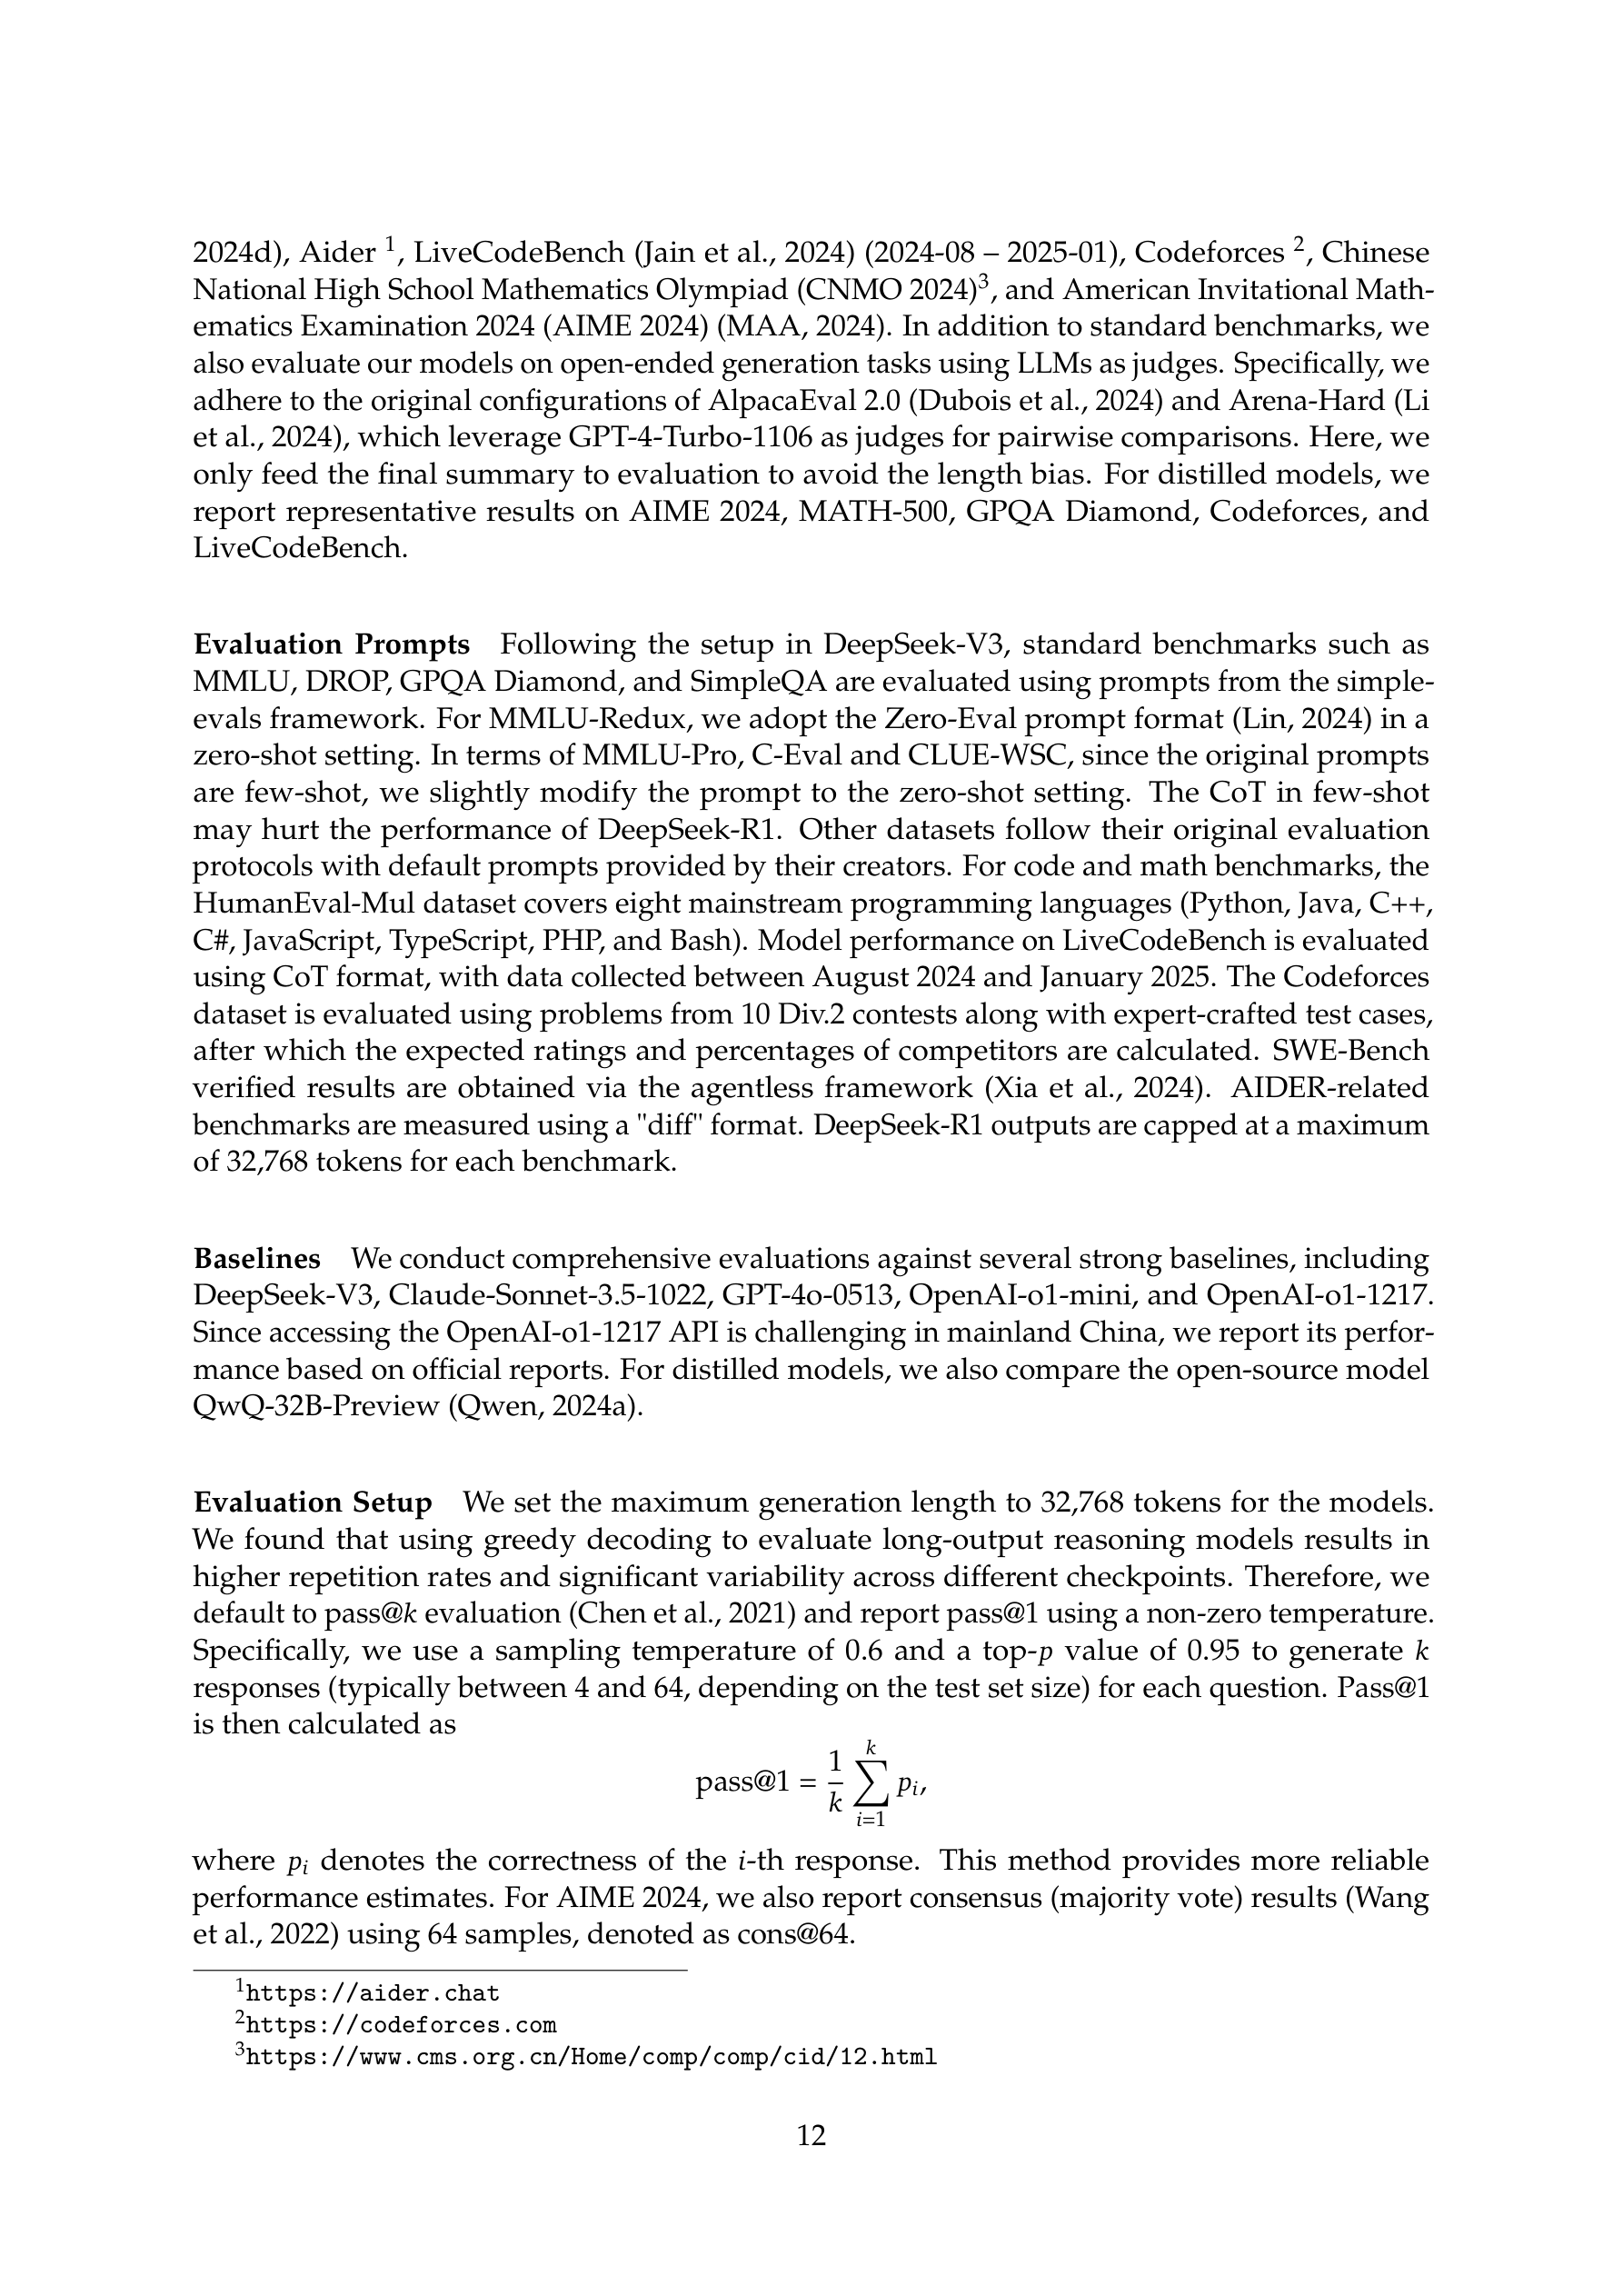 2024d), Aider ¹, LiveCodeBench (Jain et al., 2024) (2024-08 – 2025-01), Codeforces ², Chinese
National High School Mathematics Olympiad (CNMO 2024)³, and American Invitational Math-
ematics Examination 2024 (AIME 2024) (MAA, 2024). In addition to standard benchmarks, we
also evaluate our models on open-ended generation tasks using LLMs as judges. Specifically, we
adhere to the original configurations of AlpacaEval 2.0 (Dubois et al., 2024) and Arena-Hard (Li
et al., 2024), which leverage GPT-4-Turbo-1106 as judges for pairwise comparisons. Here, we
only feed the final summary to evaluation to avoid the length bias. For distilled models, we
report representative results on AIME 2024, MATH-500, GPQA Diamond, Codeforces, and
LiveCodeBench.
Evaluation Prompts Following the setup in DeepSeek-V3, standard benchmarks such as
MMLU, DROP, GPQA Diamond, and SimpleQA are evaluated using prompts from the simple-
evals framework. For MMLU-Redux, we adopt the Zero-Eval prompt format (Lin, 2024) in a
zero-shot setting. In terms of MMLU-Pro, C-Eval and CLUE-WSC, since the original prompts
are few-shot, we slightly modify the prompt to the zero-shot setting. The CoT in few-shot
may hurt the performance of DeepSeek-R1. Other datasets follow their original evaluation
protocols with default prompts provided by their creators. For code and math benchmarks, the
HumanEval-Mul dataset covers eight mainstream programming languages (Python, Java, C++,
C#, JavaScript, TypeScript, PHP, and Bash). Model performance on LiveCodeBench is evaluated
using CoT format, with data collected between August 2024 and January 2025. The Codeforces
dataset is evaluated using problems from 10 Div.2 contests along with expert-crafted test cases,
after which the expected ratings and percentages of competitors are calculated. SWE-Bench
verified results are obtained via the agentless framework (Xia et al., 2024). AIDER-related
benchmarks are measured using a "diff" format. DeepSeek-R1 outputs are capped at a maximum
of 32,768 tokens for each benchmark.
Baselines We conduct comprehensive evaluations against several strong baselines, including
DeepSeek-V3, Claude-Sonnet-3.5-1022, GPT-4o-0513, OpenAI-o1-mini, and OpenAI-o1-1217.
Since accessing the OpenAI-o1-1217 API is challenging in mainland China, we report its perfor-
mance based on official reports. For distilled models, we also compare the open-source model
QwQ-32B-Preview (Qwen, 2024a).
Evaluation Setup We set the maximum generation length to 32,768 tokens for the models.
We found that using greedy decoding to evaluate long-output reasoning models results in
higher repetition rates and significant variability across different checkpoints. Therefore, we
default to pass@k evaluation (Chen et al., 2021) and report pass@1 using a non-zero temperature.
Specifically, we use a sampling temperature of 0.6 and a top-p value of 0.95 to generate k
responses (typically between 4 and 64, depending on the test set size) for each question. Pass@1
is then calculated as
pass@1 = \frac{1}{k} \sum_{i=1}^{k} p_i,
where p_i denotes the correctness of the i-th response. This method provides more reliable
performance estimates. For AIME 2024, we also report consensus (majority vote) results (Wang
et al., 2022) using 64 samples, denoted as cons@64.
¹https://aider.chat
²https://codeforces.com
³https://www.cms.org.cn/Home/comp/comp/cid/12.html
12